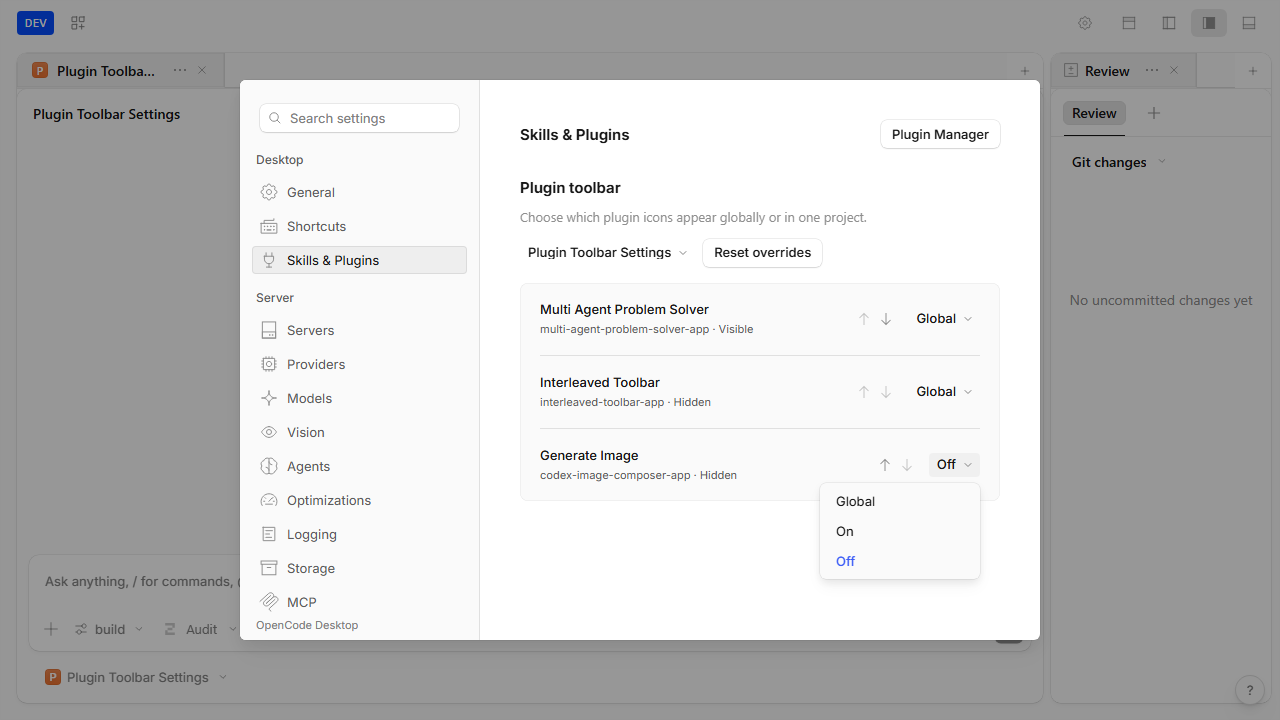 DEV
P Plugin Toolba...
Review
Plugin Toolbar Settings
Review
Git changes
No uncommitted changes yet
Search settings
Desktop
General
Shortcuts
Skills & Plugins
Server
Servers
Providers
Models
Vision
Agents
Optimizations
Logging
Storage
MCP
OpenCode Desktop
Skills & Plugins
Plugin Manager
Plugin toolbar
Choose which plugin icons appear globally or in one project.
Plugin Toolbar Settings
Reset overrides
Multi Agent Problem Solver
multi-agent-problem-solver-app · Visible
Global
Interleaved Toolbar
interleaved-toolbar-app · Hidden
Global
Generate Image
codex-image-composer-app · Hidden
Off
Global
On
Off
Ask anything, / for commands,
build
Audit
P Plugin Toolbar Settings
?